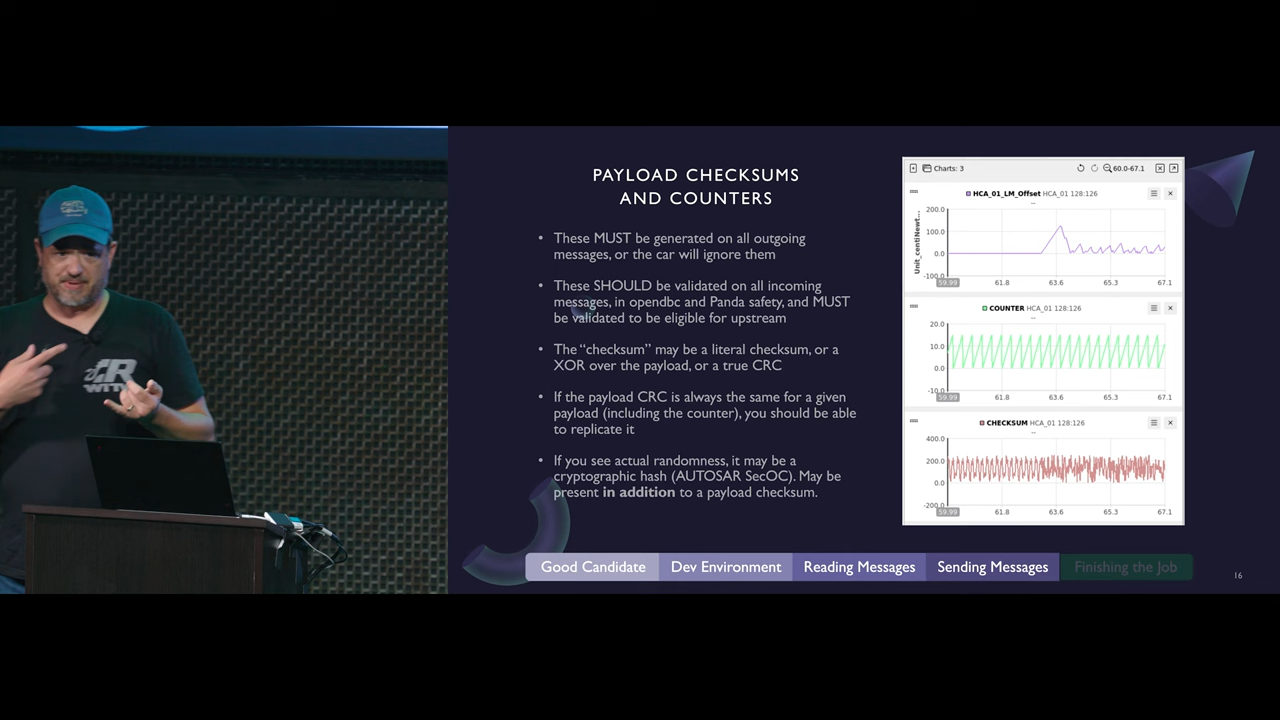 PAYLOAD CHECKSUMS
AND COUNTERS
• These MUST be generated on all outgoing
messages, or the car will ignore them
• These SHOULD be validated on all incoming
messages, in opendbc and Panda safety, and MUST
be validated to be eligible for upstream
• The “checksum” may be a literal checksum, or a
XOR over the payload, or a true CRC
• If the payload CRC is always the same for a given
payload (including the counter), you should be able
to replicate it
• If you see actual randomness, it may be a
cryptographic hash (AUTOSAR SecOC). May be
present in addition to a payload checksum.
Charts: 3
60.0-67.1
HCA_01_LM_Offset HCA_01 128:126
Unit_centiNewt...
200.0
100.0
0.0
-100.0
59.99 61.8 63.6 65.3 67.1
COUNTER HCA_01 128:126
20.0
10.0
0.0
-10.0
59.99 61.8 63.6 65.3 67.1
CHECKSUM HCA_01 128:126
400.0
200.0
0.0
-200.0
59.99 61.8 63.6 65.3 67.1
Good Candidate
Dev Environment
Reading Messages
Sending Messages
Finishing the Job
16